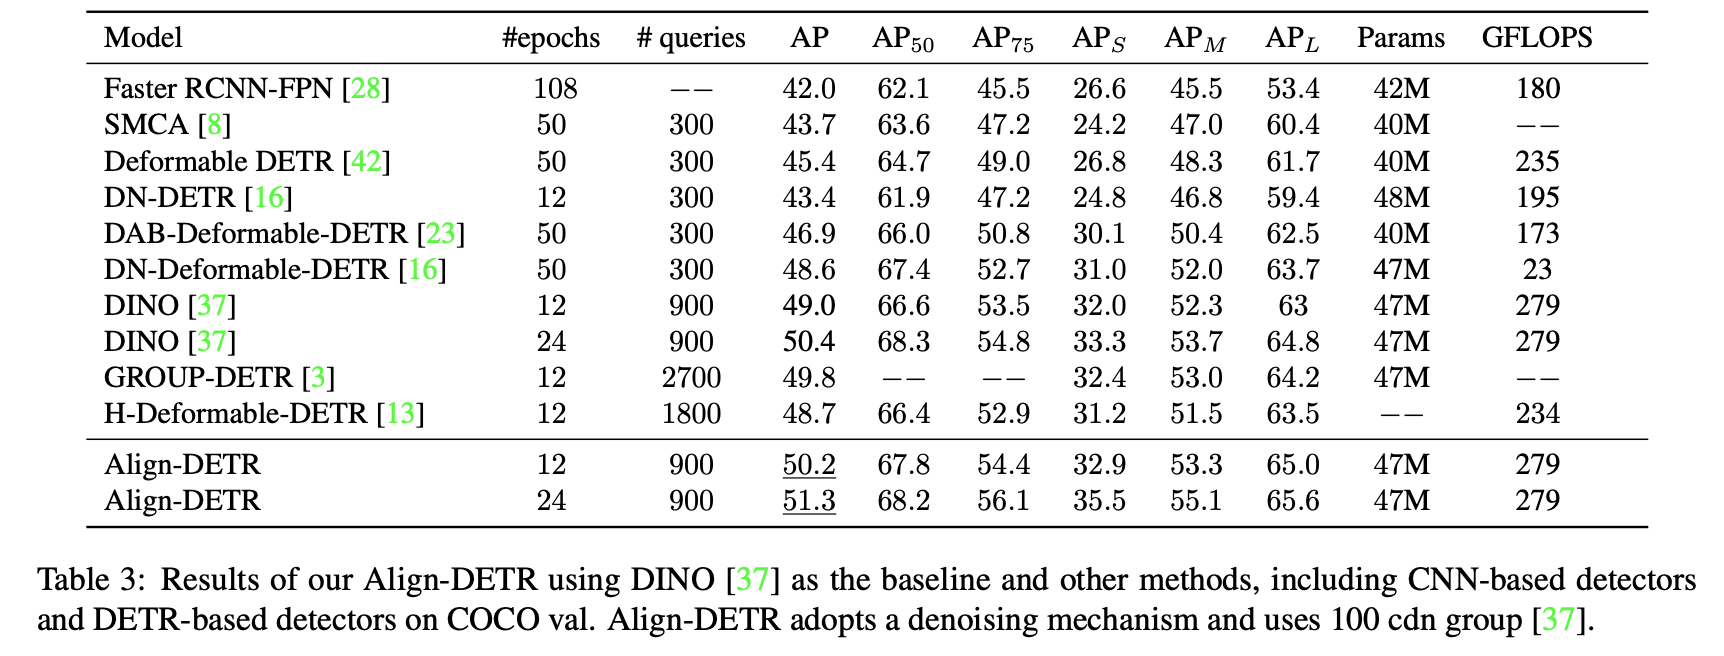 Model #epochs # queries AP AP50 AP75 APS APM APL Params GFLOPS
Faster RCNN-FPN [28] 108 −− 42.0 62.1 45.5 26.6 45.5 53.4 42M 180
SMCA [8] 50 300 43.7 63.6 47.2 24.2 47.0 60.4 40M −−
Deformable DETR [42] 50 300 45.4 64.7 49.0 26.8 48.3 61.7 40M 235
DN-DETR [16] 12 300 43.4 61.9 47.2 24.8 46.8 59.4 48M 195
DAB-Deformable-DETR [23] 50 300 46.9 66.0 50.8 30.1 50.4 62.5 40M 173
DN-Deformable-DETR [16] 50 300 48.6 67.4 52.7 31.0 52.0 63.7 47M 23
DINO [37] 12 900 49.0 66.6 53.5 32.0 52.3 63 47M 279
DINO [37] 24 900 50.4 68.3 54.8 33.3 53.7 64.8 47M 279
GROUP-DETR [3] 12 2700 49.8 −− −− 32.4 53.0 64.2 47M −−
H-Deformable-DETR [13] 12 1800 48.7 66.4 52.9 31.2 51.5 63.5 −− 234
Align-DETR 12 900 50.2 67.8 54.4 32.9 53.3 65.0 47M 279
Align-DETR 24 900 51.3 68.2 56.1 35.5 55.1 65.6 47M 279
Table 3: Results of our Align-DETR using DINO [37] as the baseline and other methods, including CNN-based detectors
and DETR-based detectors on COCO val. Align-DETR adopts a denoising mechanism and uses 100 cdn group [37].